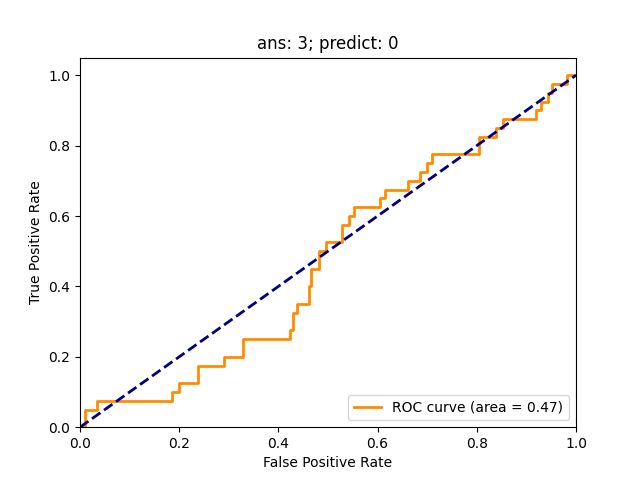 ans: 3; predict: 0
True Positive Rate
1.0
0.8
0.6
0.4
0.2
0.0
ROC curve (area = 0.47)
0.0 0.2 0.4 0.6 0.8 1.0
False Positive Rate